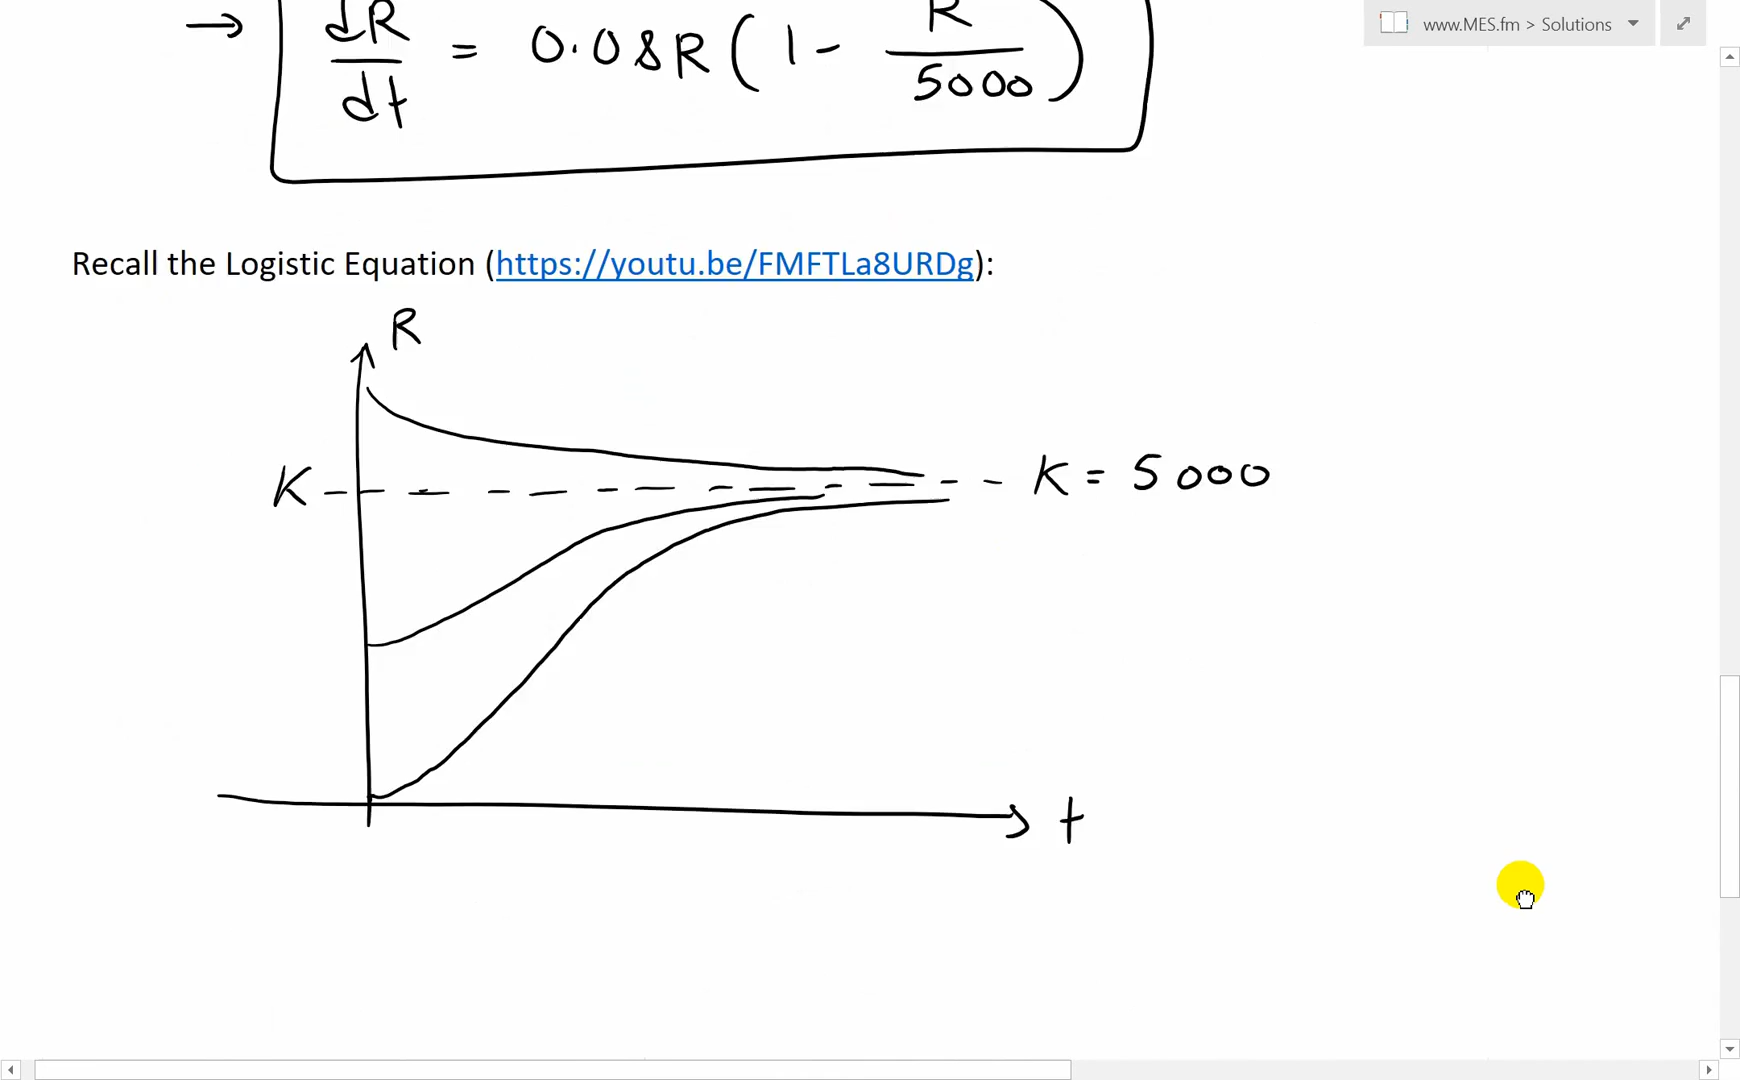 www.MES.fm > Solutions
→ dR/dt = 0.08R(1 - R/5000)
Recall the Logistic Equation (https://youtu.be/FMFTLa8URDg):
R
K
K = 5000
t